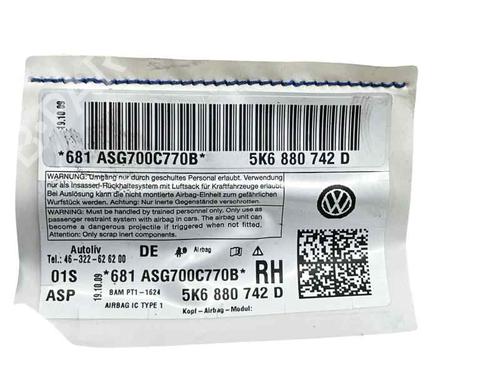 19.10.09
*681 ASG700C770B* 5K6 880 742 D
WARNUNG: Umgang nur durch geschultes Personal erlaubt. Verwendung
nur als Insassen-Rückhaltesystem mit Luftsack für Kraftfahrzeuge erlaubt.
Bei Auslösung kann die nicht montierte Airbag-Einheit zum gefährlichen
Wurfstück werden. Achtung: Nur Inerte Gegenstände verschrotten!
WARNING: Must be handled by trained personnel only. Only use as
passenger restraint system with airbag in cars. The airbag unit can
become a dangerous projectile if triggered when not fitted.
Attention: Only scrap inert components.
Autoliv DE Airbag
Tel.: 46-322-62 62 00
01S *681 ASG700C770B* RH
ASP 19.10.09 BAM PT1-1624 5K6 880 742 D
AIRBAG IC TYPE 1 Kopf-Airbag-Modul: